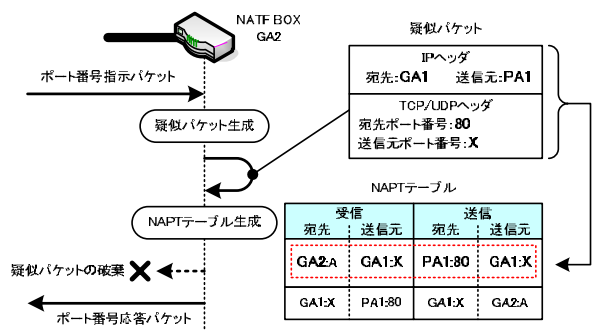 NATF BOX
GA2
疑似パケット
ポート番号指示パケット
IPヘッダ
宛先:GA1 送信元:PA1
TCP/UDPヘッダ
宛先ポート番号:80
送信元ポート番号:X
疑似パケット生成
NAPTテーブル
NAPTテーブル生成
受信 送信
宛先 送信元 宛先 送信元
GA2:A GA1:X PA1:80 GA1:X
GA1:X PA1:80 GA1:X GA2:A
疑似パケットの破棄
ポート番号応答パケット